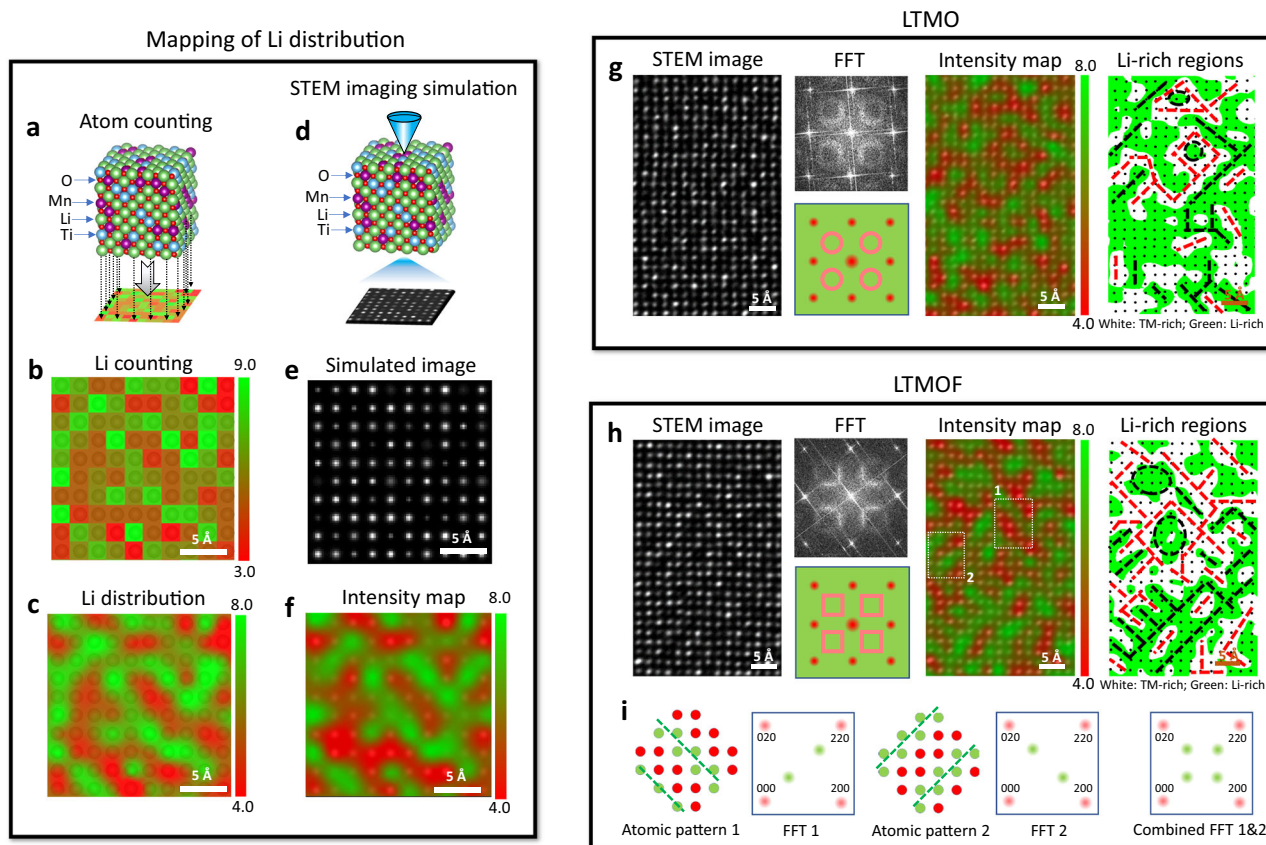 Mapping of Li distribution
a
Atom counting
O
Mn
Li
Ti
STEM imaging simulation
d
O
Mn
Li
Ti
b
Li counting
9.0
5 Å
3.0
e
Simulated image
5 Å
c
Li distribution
8.0
5 Å
4.0
f
Intensity map
8.0
5 Å
4.0
LTMO
g
STEM image
FFT
Intensity map
8.0
Li-rich regions
5 Å
5 Å
4.0
5 Å
White: TM-rich; Green: Li-rich
LTMOF
h
STEM image
FFT
Intensity map
8.0
Li-rich regions
1
2
5 Å
5 Å
4.0
5 Å
White: TM-rich; Green: Li-rich
i
020 220
000 200
020 220
000 200
020 220
000 200
Atomic pattern 1 FFT 1 Atomic pattern 2 FFT 2 Combined FFT 1&2